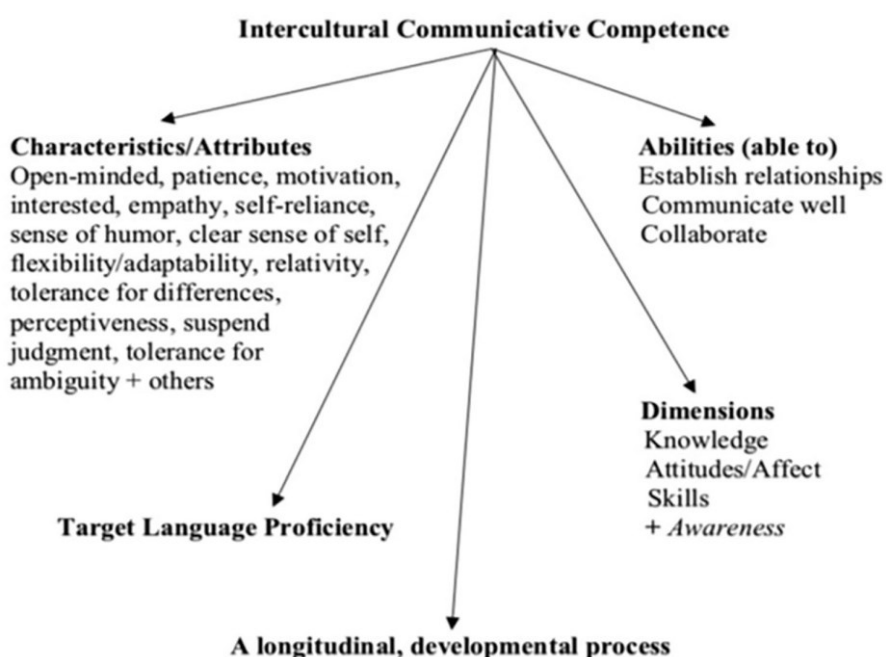 Intercultural Communicative Competence
Characteristics/Attributes
Open-minded, patience, motivation,
interested, empathy, self-reliance,
sense of humor, clear sense of self,
flexibility/adaptability, relativity,
tolerance for differences,
perceptiveness, suspend
judgment, tolerance for
ambiguity + others
Abilities (able to)
Establish relationships
Communicate well
Collaborate
Dimensions
Knowledge
Attitudes/Affect
Skills
+ Awareness
Target Language Proficiency
A longitudinal, developmental process